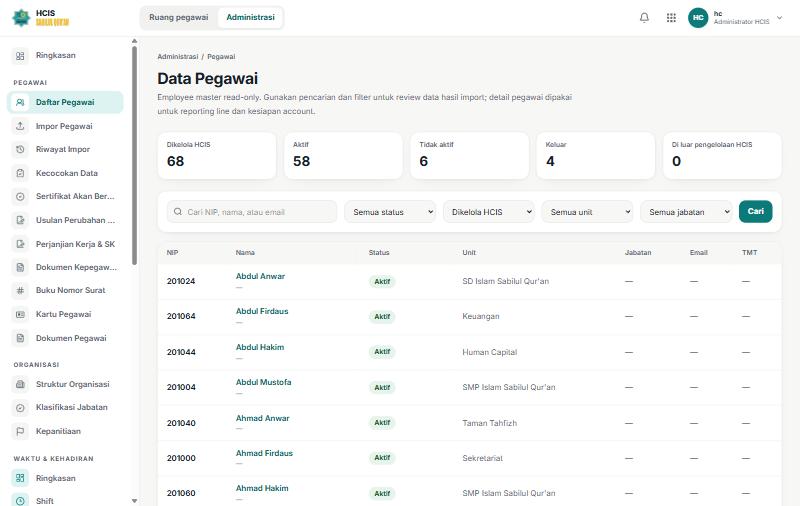 HCIS
SABILUL QUR'AN
Ruang pegawai
Administrasi
HC
hc
Administrator HCIS
Ringkasan
PEGAWAI
Daftar Pegawai
Impor Pegawai
Riwayat Impor
Kecocokan Data
Sertifikat Akan Ber...
Usulan Perubahan ...
Perjanjian Kerja & SK
Dokumen Kepegaw...
Buku Nomor Surat
Kartu Pegawai
Dokumen Pegawai
ORGANISASI
Struktur Organisasi
Klasifikasi Jabatan
Kepanitiaan
WAKTU & KEHADIRAN
Ringkasan
Shift
Administrasi / Pegawai
Data Pegawai
Employee master read-only. Gunakan pencarian dan filter untuk review data hasil import; detail pegawai dipakai
untuk reporting line dan kesiapan account.
Dikelola HCIS
68
Aktif
58
Tidak aktif
6
Keluar
4
Di luar pengelolaan HCIS
0
Cari NIP, nama, atau email
Semua status
Dikelola HCIS
Semua unit
Semua jabatan
Cari
NIP Nama Status Unit Jabatan Email TMT
201024 Abdul Anwar Aktif SD Islam Sabilul Qur'an — — —
—
201064 Abdul Firdaus Aktif Keuangan — — —
—
201044 Abdul Hakim Aktif Human Capital — — —
—
201004 Abdul Mustofa Aktif SMP Islam Sabilul Qur'an — — —
—
201040 Ahmad Anwar Aktif Taman Tahfizh — — —
—
201000 Ahmad Firdaus Aktif Sekretariat — — —
—
201060 Ahmad Hakim Aktif SMP Islam Sabilul Qur'an — — —
—